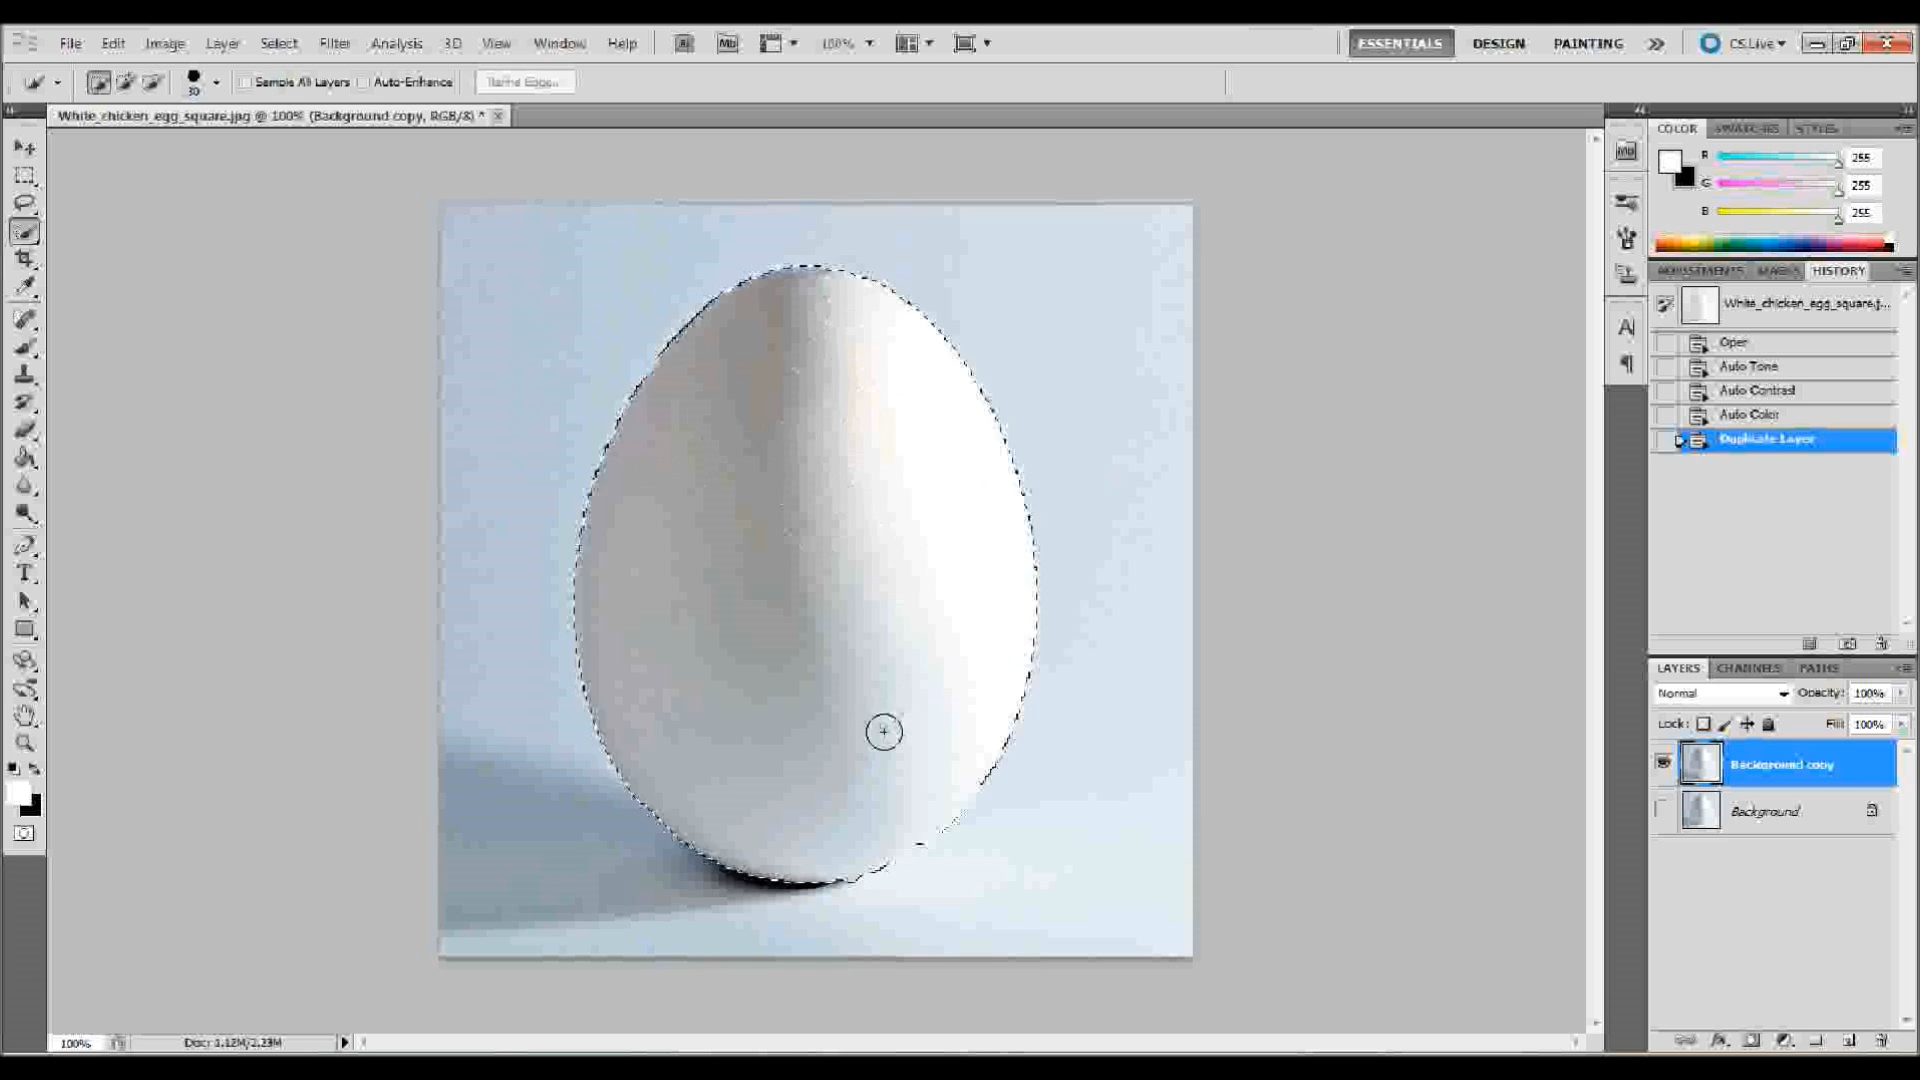 File Edit Image Layer Select Filter Analysis 3D View Window Help Br Mb 100% ESSENTIALS DESIGN PAINTING CS Live
30 Sample All Layers Auto-Enhance Refine Edge...
White_chicken_egg_square.jpg @ 100% (Background copy, RGB/8) * x
COLOR SWATCHES STYLES
R 255
G 255
B 255
ADJUSTMENTS MASKS HISTORY
White_chicken_egg_square.j...
Open
Auto Tone
Auto Contrast
Auto Color
Duplicate Layer
LAYERS CHANNELS PATHS
Normal Opacity: 100%
Lock: Fill: 100%
Background copy
Background
100% Doc: 1.12M/2.23M